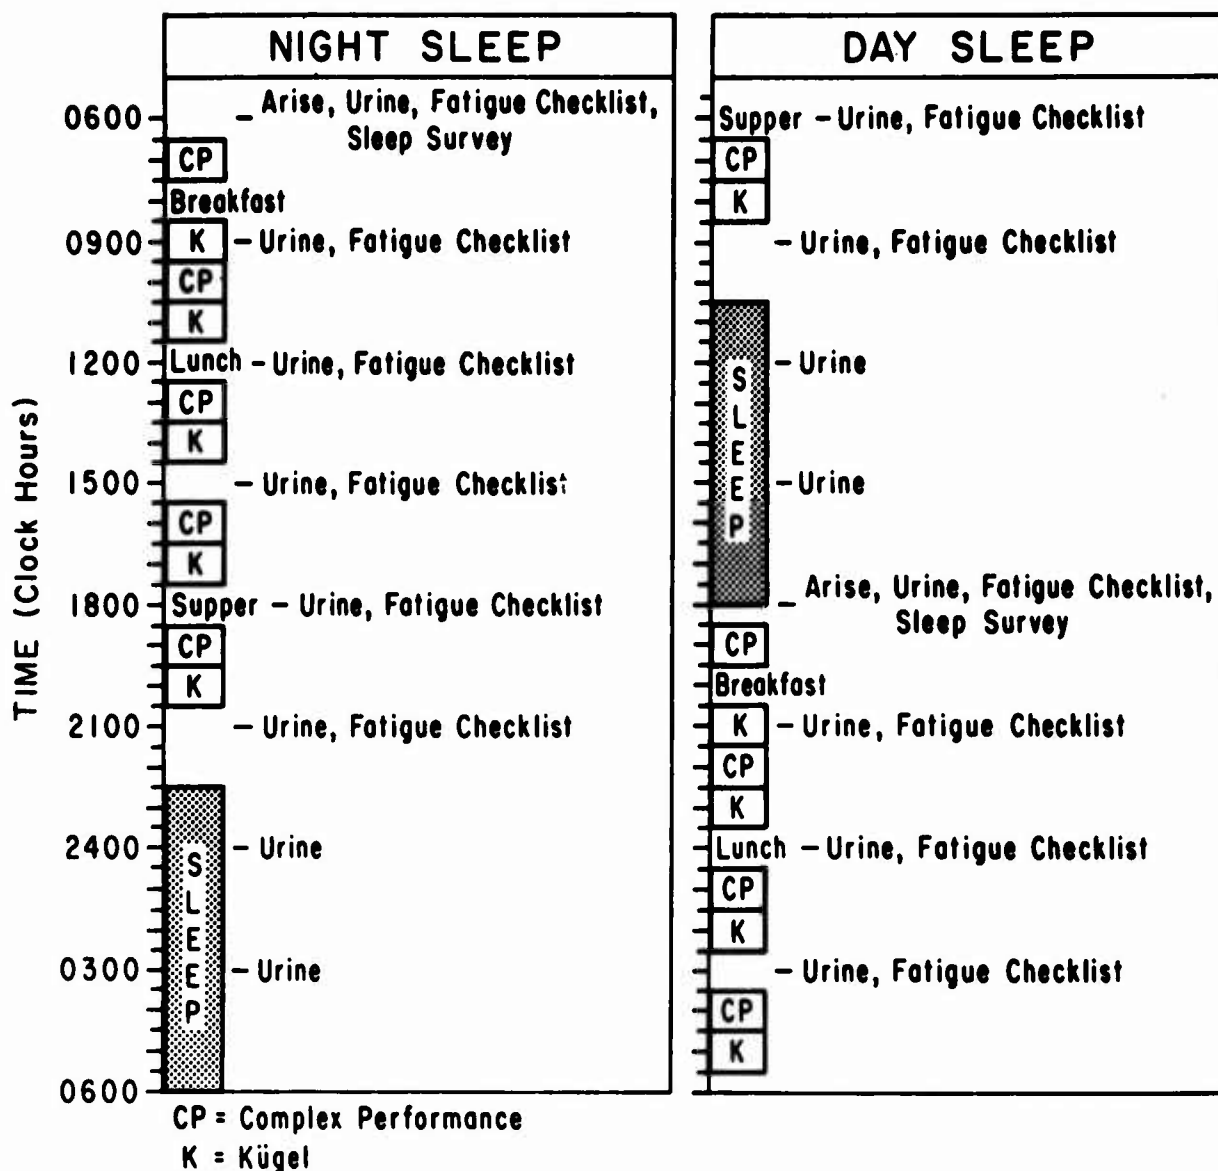 NIGHT SLEEP
0600
Arise, Urine, Fatigue Checklist,
Sleep Survey
CP
Breakfast
0900
K
– Urine, Fatigue Checklist
CP
K
1200
Lunch – Urine, Fatigue Checklist
CP
K
1500
– Urine, Fatigue Checklist
CP
K
1800
Supper – Urine, Fatigue Checklist
CP
K
2100
– Urine, Fatigue Checklist
2400
– Urine
SLEEP
0300
– Urine
0600
TIME (Clock Hours)
DAY SLEEP
Supper – Urine, Fatigue Checklist
CP
K
– Urine, Fatigue Checklist
– Urine
SLEEP
– Urine
– Arise, Urine, Fatigue Checklist,
Sleep Survey
CP
Breakfast
K
– Urine, Fatigue Checklist
CP
K
Lunch – Urine, Fatigue Checklist
CP
K
– Urine, Fatigue Checklist
CP
K
CP = Complex Performance
K = Kügel